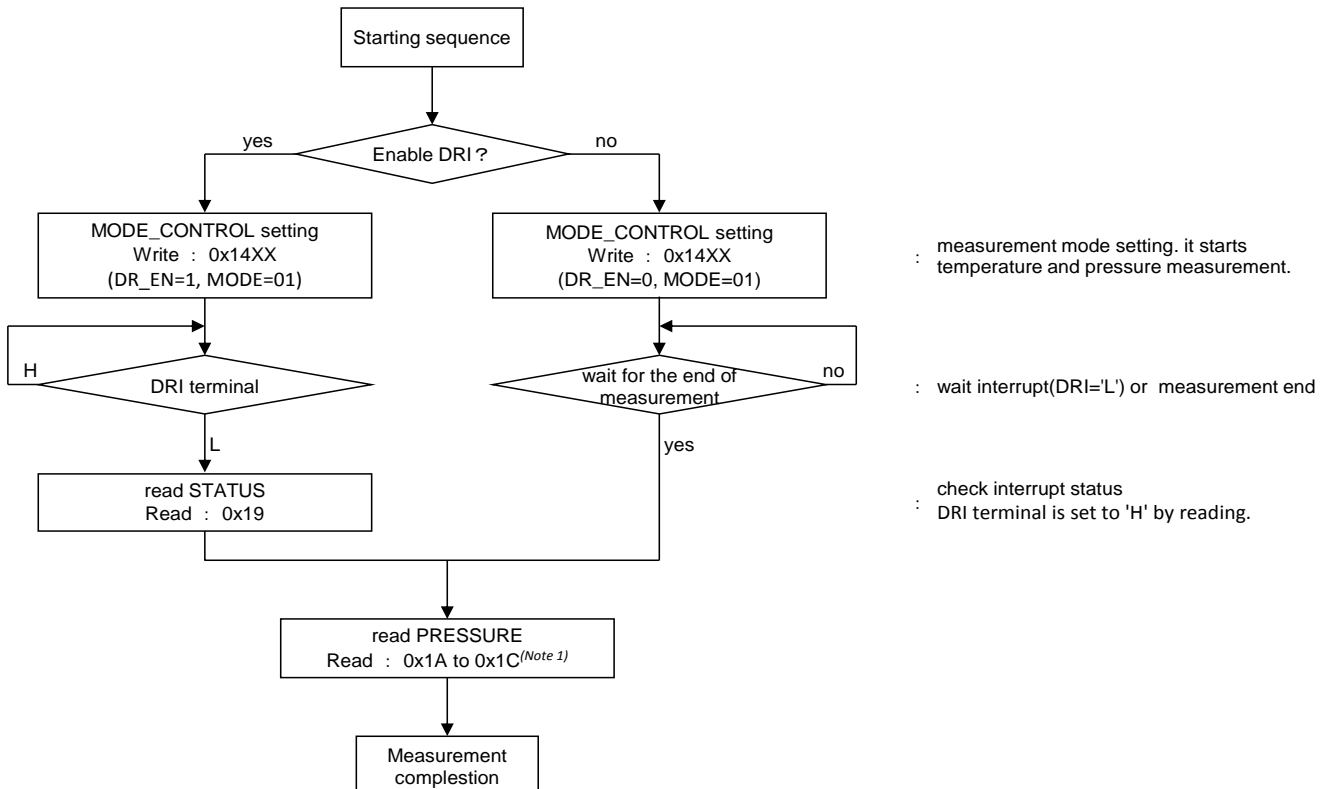 Starting sequence
yes
Enable DRI？
no
MODE_CONTROL setting
Write ： 0x14XX
(DR_EN=1, MODE=01)
MODE_CONTROL setting
Write ： 0x14XX
(DR_EN=0, MODE=01)
： measurement mode setting. it starts
temperature and pressure measurement.
H
DRI terminal
wait for the end of
measurement
no
： wait interrupt(DRI='L') or measurement end
L
yes
read STATUS
Read ： 0x19
： check interrupt status
DRI terminal is set to 'H' by reading.
read PRESSURE
Read ： 0x1A to 0x1C(Note 1)
Measurement
complestion